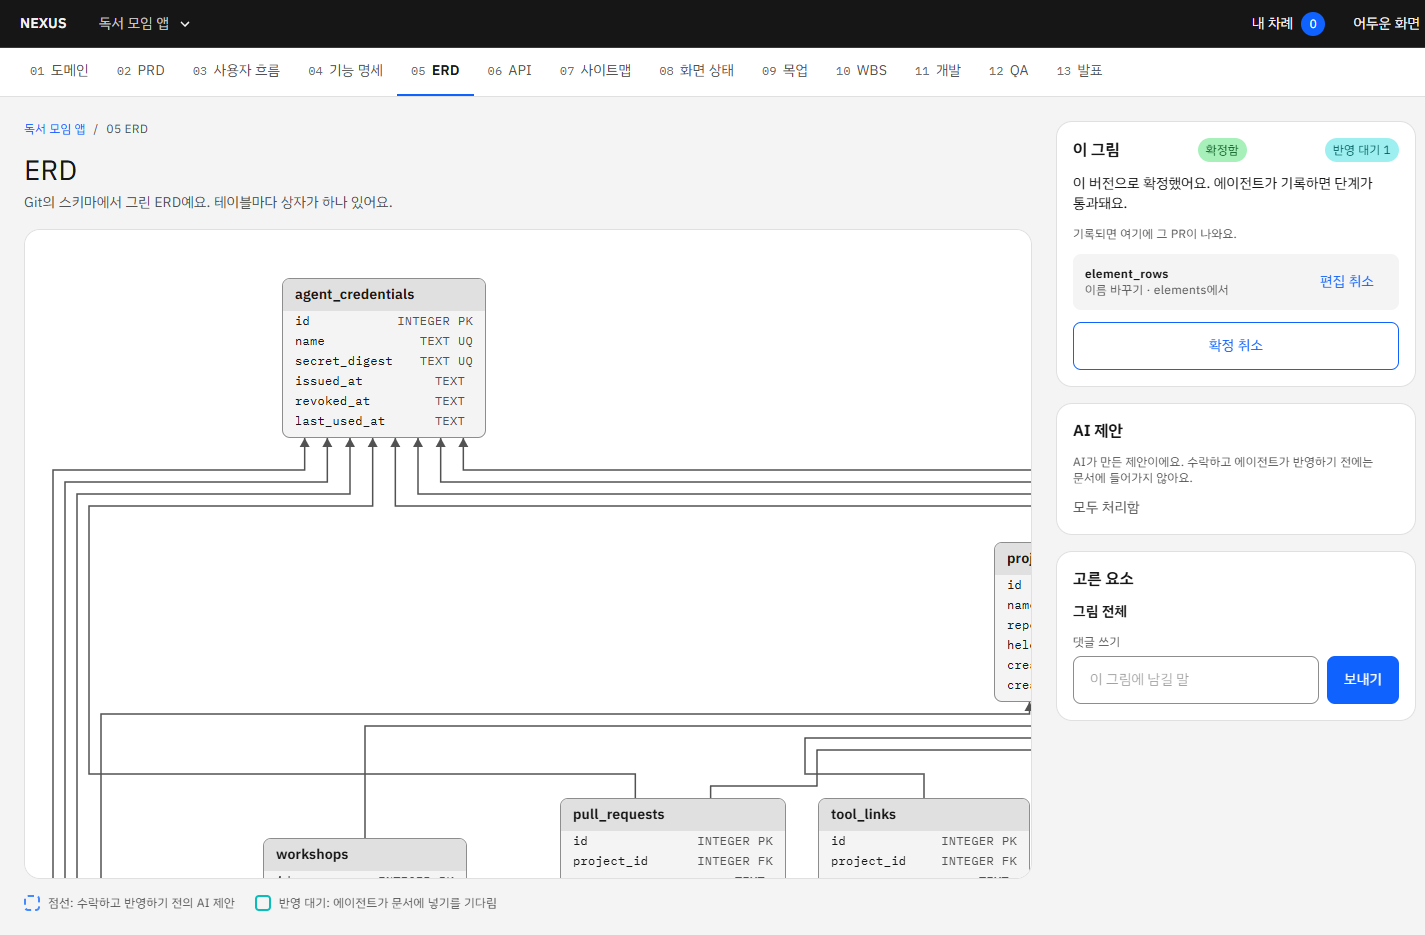 NEXUS 독서 모임 앱 내 차례 0 어두운 화면
01 도메인 02 PRD 03 사용자 흐름 04 기능 명세 05 ERD 06 API 07 사이트맵 08 화면 상태 09 목업 10 WBS 11 개발 12 QA 13 발표
독서 모임 앱 / 05 ERD
ERD
Git의 스키마에서 그린 ERD예요. 테이블마다 상자가 하나 있어요.
agent_credentials
id INTEGER PK
name TEXT UQ
secret_digest TEXT UQ
issued_at TEXT
revoked_at TEXT
last_used_at TEXT
id
pull_requests
id INTEGER PK
project_id INTEGER FK
tool_links
id INTEGER PK
project_id INTEGER FK
workshops
점선: 수락하고 반영하기 전의 AI 제안
반영 대기: 에이전트가 문서에 넣기를 기다림
이 그림 확정함 반영 대기 1
이 버전으로 확정했어요. 에이전트가 기록하면 단계가
통과돼요.
기록되면 여기에 그 PR이 나와요.
element_rows
이름 바꾸기 · elements에서
편집 취소
확정 취소
AI 제안
AI가 만든 제안이에요. 수락하고 에이전트가 반영하기 전에는
문서에 들어가지 않아요.
모두 처리함
고른 요소
그림 전체
댓글 쓰기
이 그림에 남길 말
보내기